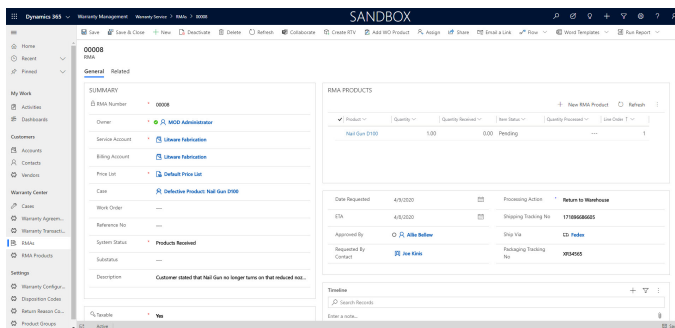 Dynamics 365
Warranty Management
Warranty Service > RMAs > 00008
SANDBOX
Save
Save & Close
New
Deactivate
Delete
Refresh
Collaborate
Create RTV
Add WO Product
Assign
Share
Email a Link
Flow
Word Templates
Run Report
Home
Recent
Pinned
My Work
Activities
Dashboards
Customers
Accounts
Contacts
Vendors
Warranty Center
Cases
Warranty Agreem...
Warranty Transacti...
RMAs
RMA Products
Settings
Warranty Configur...
Disposition Codes
Return Reason Co...
Product Groups
00008
RMA
General Related
SUMMARY
RMA Number * 00008
Owner * MOD Administrator
Service Account * Litware Fabrication
Billing Account Litware Fabrication
Price List * Default Price List
Case Defective Product: Nail Gun D100
Work Order ---
Reference No ---
System Status * Products Received
Substatus ---
Description Customer stated that Nail Gun no longer turns on that reduced noz...
Taxable * Yes
RMA PRODUCTS
New RMA Product Refresh
Product Quantity Quantity Received Item Status Quantity Processed Line Order
Nail Gun D100 1.00 0.00 Pending --- 1
Date Requested 4/9/2020
ETA 4/8/2020
Approved By Allie Bellew
Requested By Contact Joe Kinis
Processing Action * Return to Warehouse
Shipping Tracking No 171896686605
Ship Via Fedex
Packaging Tracking No XR34565
Timeline
Search Records
Enter a note...
Active